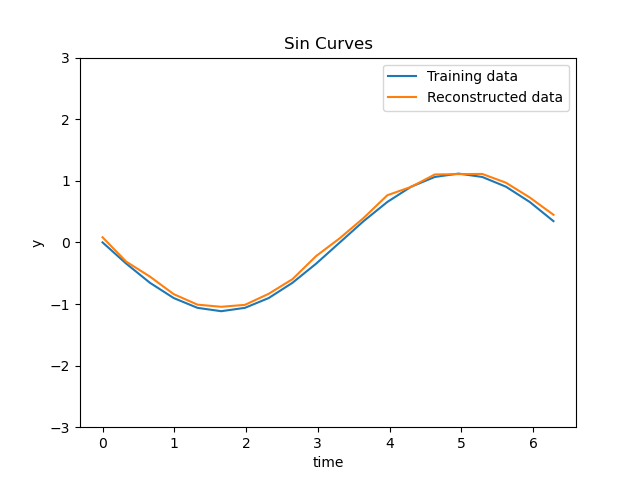 Sin Curves
Training data
Reconstructed data
3
2
1
0
−1
−2
−3
y
0 1 2 3 4 5 6
time